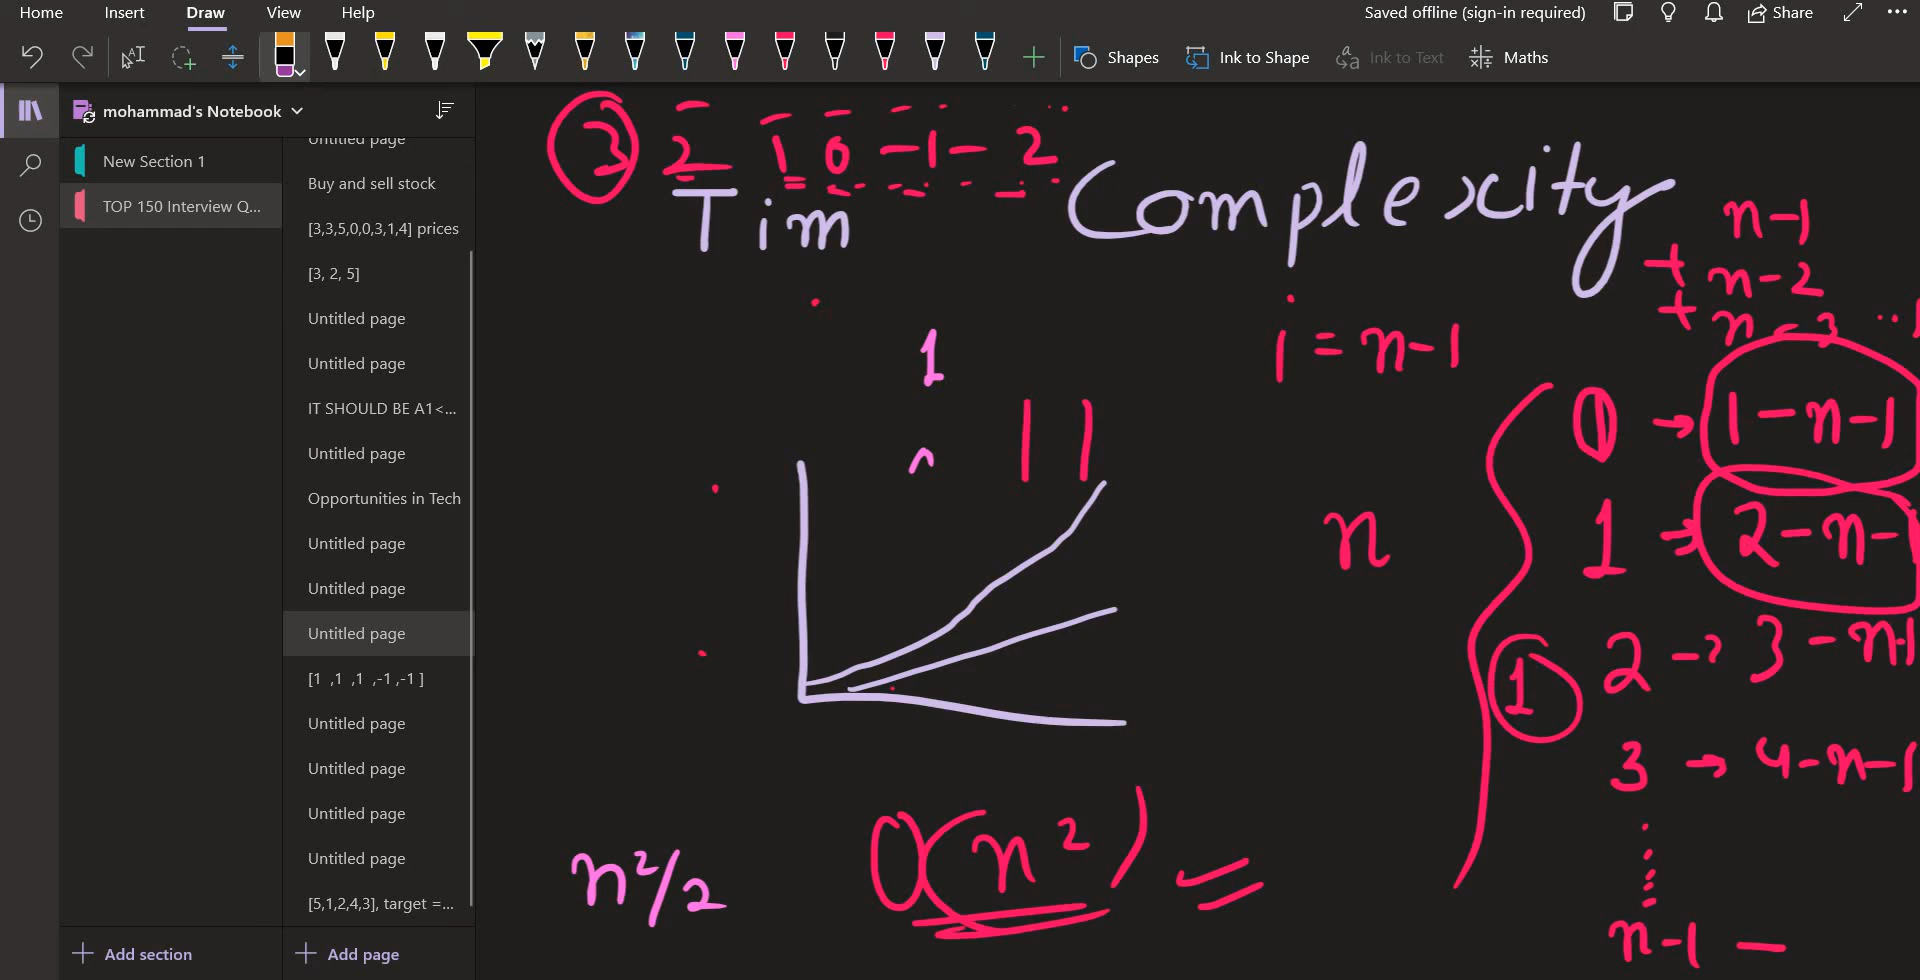 Home Insert Draw View Help Saved offline (sign-in required) Share
Shapes Ink to Shape Ink to Text Maths
mohammad's Notebook
New Section 1
TOP 150 Interview Q...
Add section
Untitled page
Buy and sell stock
[3,3,5,0,0,3,1,4] prices
[3, 2, 5]
Untitled page
Untitled page
IT SHOULD BE A1<...
Untitled page
Opportunities in Tech
Untitled page
Untitled page
Untitled page
[1 ,1 ,1 ,-1 ,-1 ]
Untitled page
Untitled page
Untitled page
Untitled page
[5,1,2,4,3], target =...
Add page
3 2 1 0 -1 - 2
Tim Complexity
n-1
+ n-2
+ n-3 ..
1
i = n-1
n
0 → 1-n-1
1 → 2-n-1
1
2 → 3-n-1
3 → 4-n-1
n-1 —
n²/2 O(n²) =